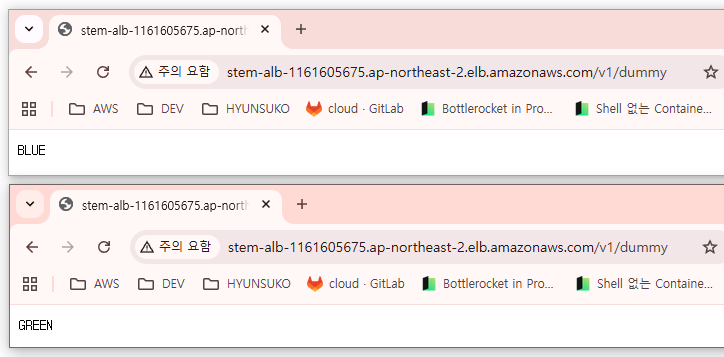 stem-alb-1161605675.ap-north
주의 요함 stem-alb-1161605675.ap-northeast-2.elb.amazonaws.com/v1/dummy
AWS DEV HYUNSUKO cloud · GitLab Bottlerocket in Pro... Shell 없는 Containe...
BLUE
stem-alb-1161605675.ap-north
주의 요함 stem-alb-1161605675.ap-northeast-2.elb.amazonaws.com/v1/dummy
AWS DEV HYUNSUKO cloud · GitLab Bottlerocket in Pro... Shell 없는 Containe...
GREEN